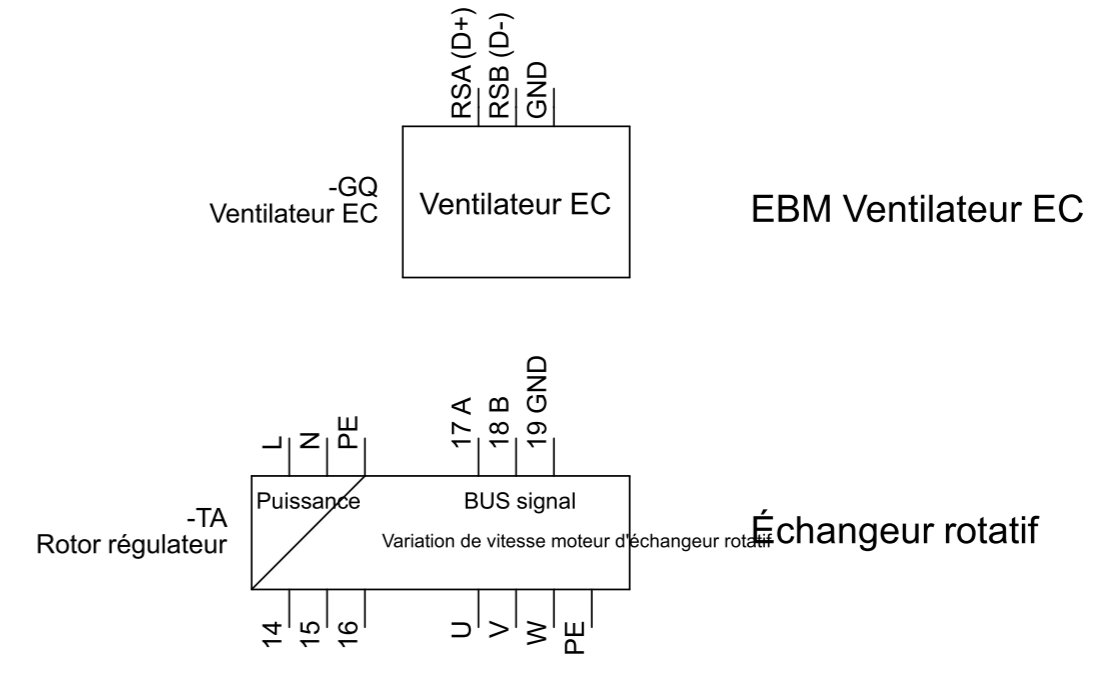 RSA (D+)
RSB (D-)
GND
-GQ
Ventilateur EC
Ventilateur EC
EBM Ventilateur EC
L
N
PE
17 A
18 B
19 GND
Puissance
BUS signal
-TA
Rotor régulateur
Variation de vitesse moteur d'échangeur rotatif
Échangeur rotatif
14
15
16
U
V
W
PE